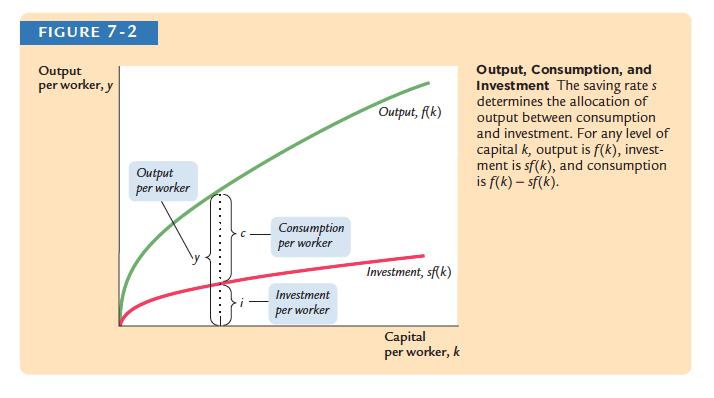 FIGURE 7-2
Output
per worker, y
Output, f(k)
Output
per worker
c
Consumption
per worker
y
Investment, sf(k)
i
Investment
per worker
Capital
per worker, k
Output, Consumption, and
Investment The saving rate s
determines the allocation of
output between consumption
and investment. For any level of
capital k, output is f(k), invest-
ment is sf(k), and consumption
is f(k) – sf(k).